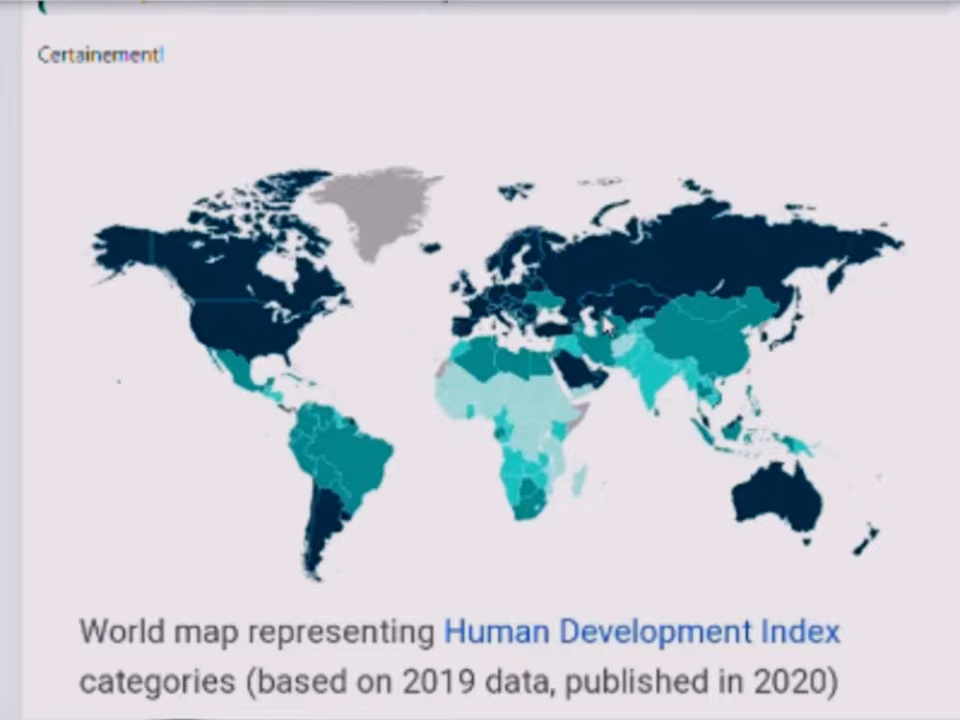 Certainement!
World map representing Human Development Index
categories (based on 2019 data, published in 2020)